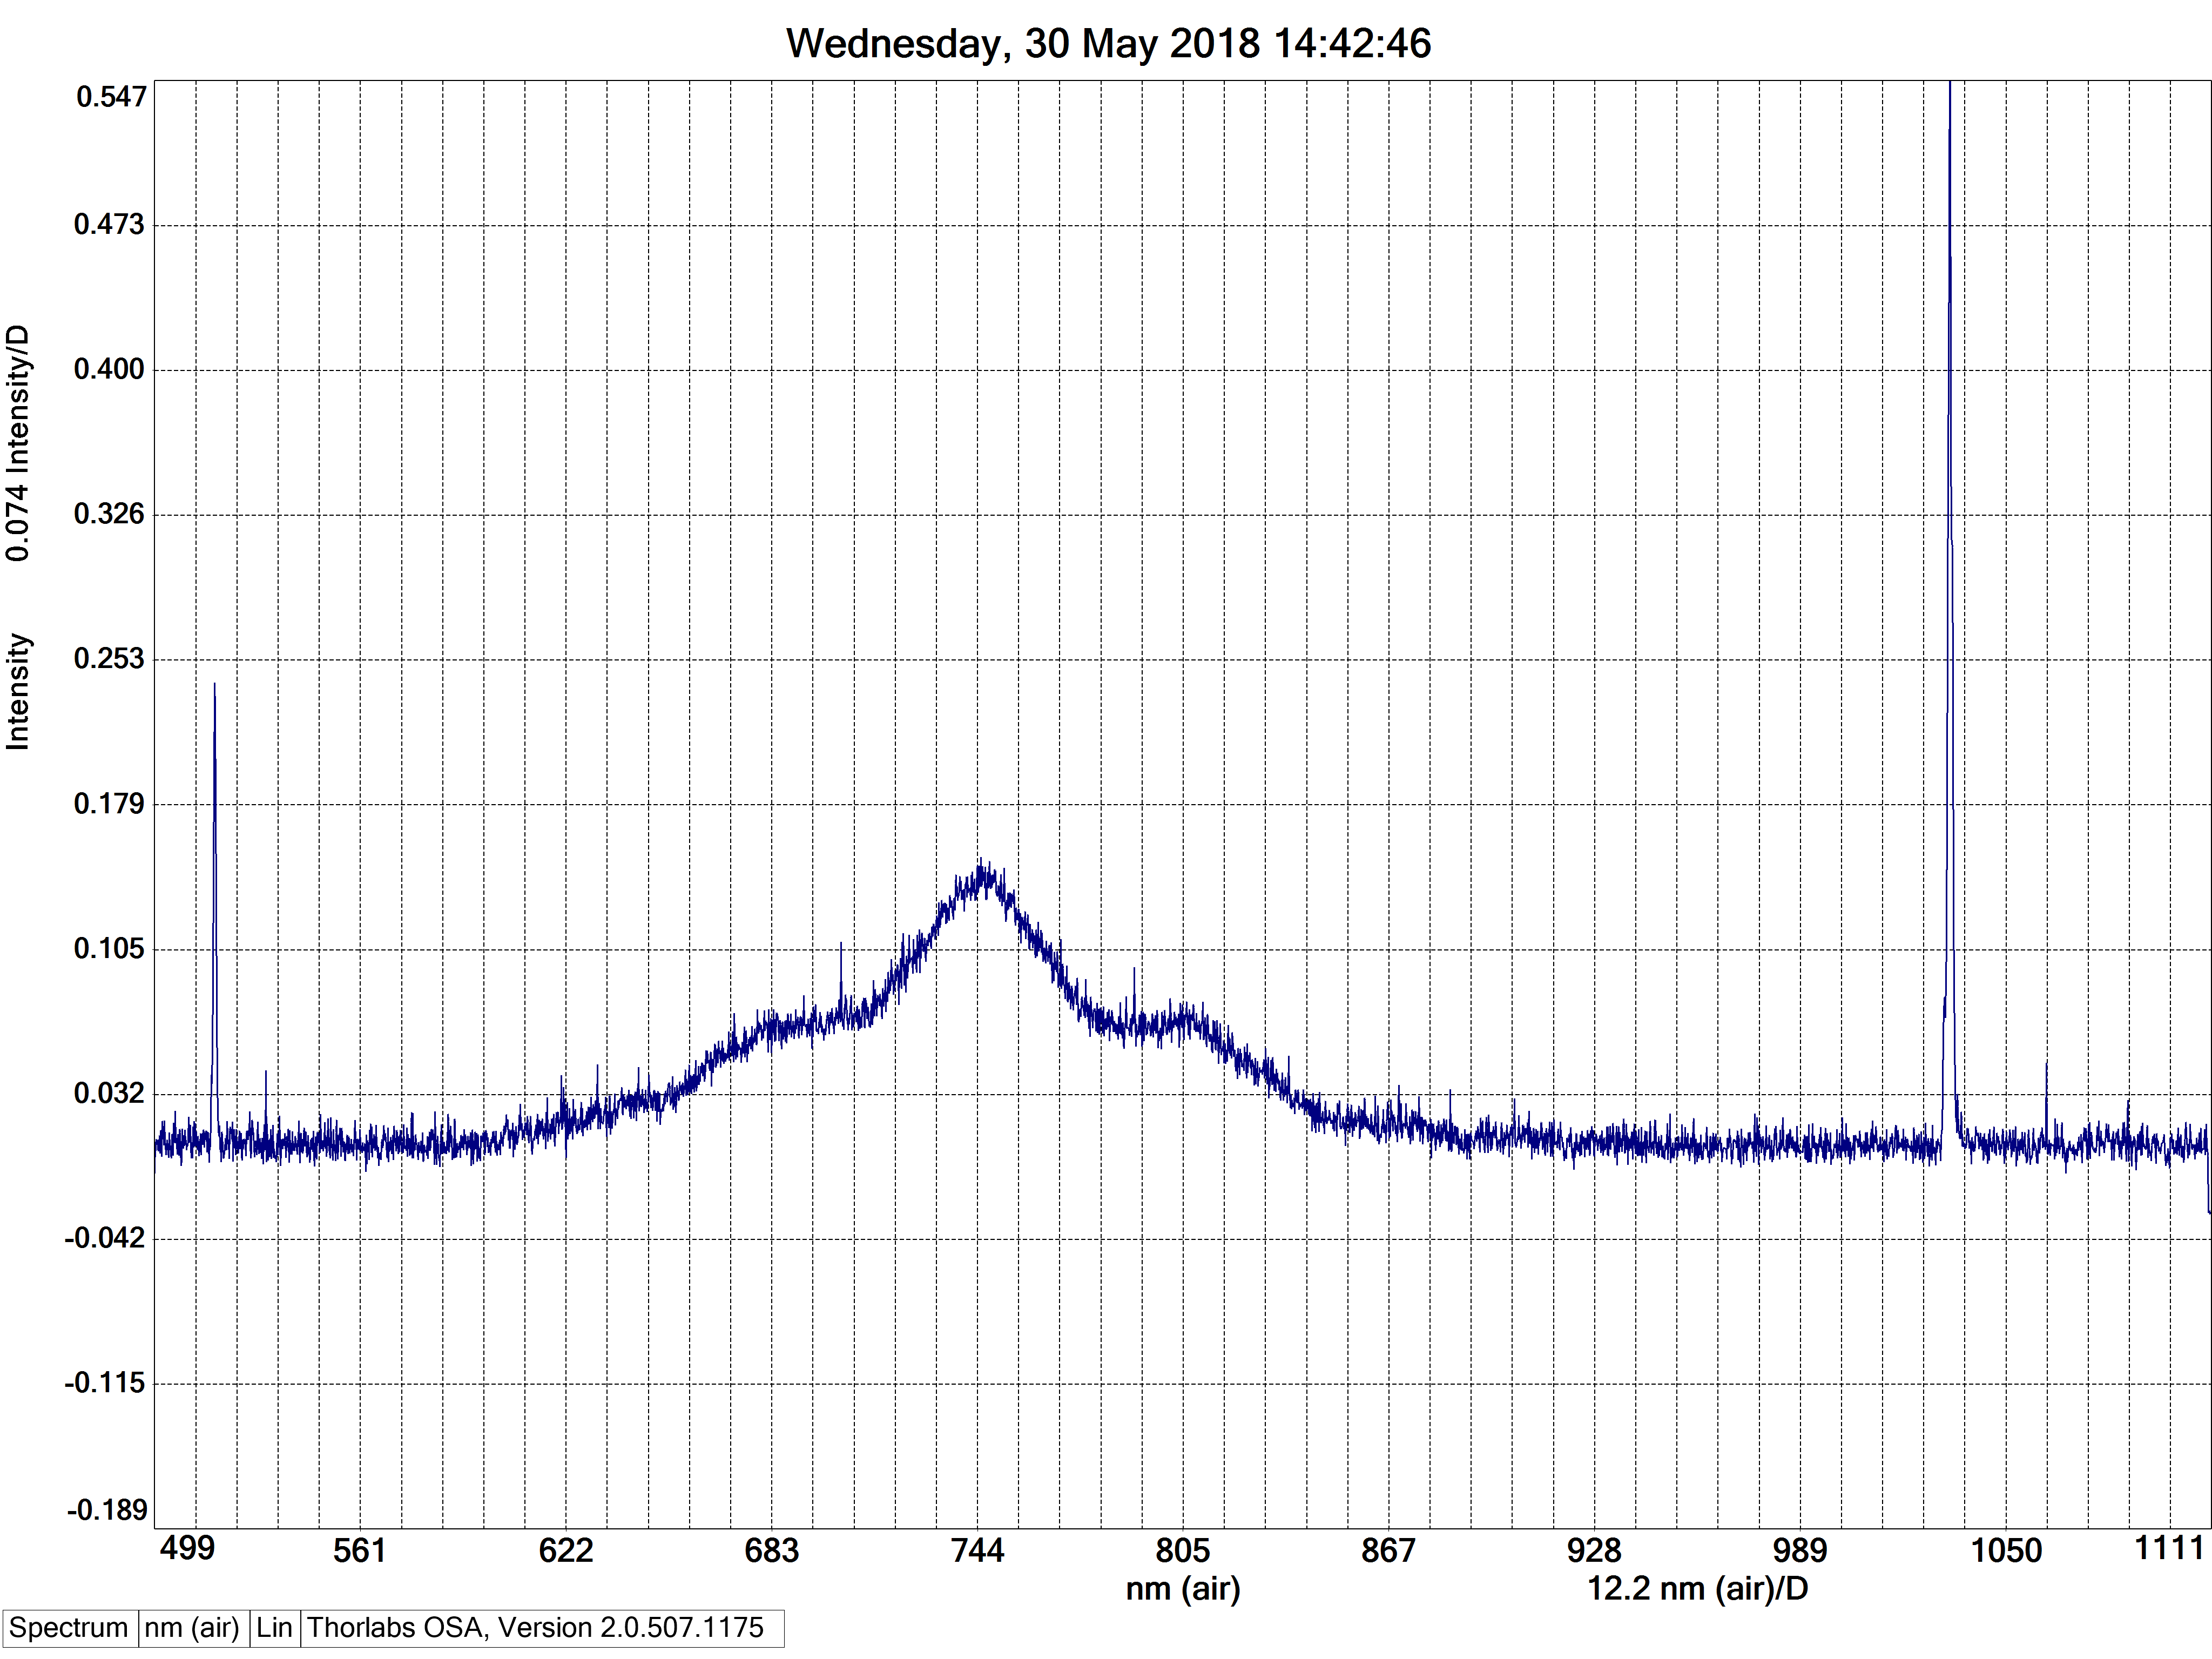 Wednesday, 30 May 2018 14:42:46
0.547
0.473
0.400
0.326
0.253
0.179
0.105
0.032
-0.042
-0.115
-0.189
Intensity 0.074 Intensity/D
499 561 622 683 744 805 867 928 989 1050 1111
nm (air) 12.2 nm (air)/D
Spectrum nm (air) Lin Thorlabs OSA, Version 2.0.507.1175